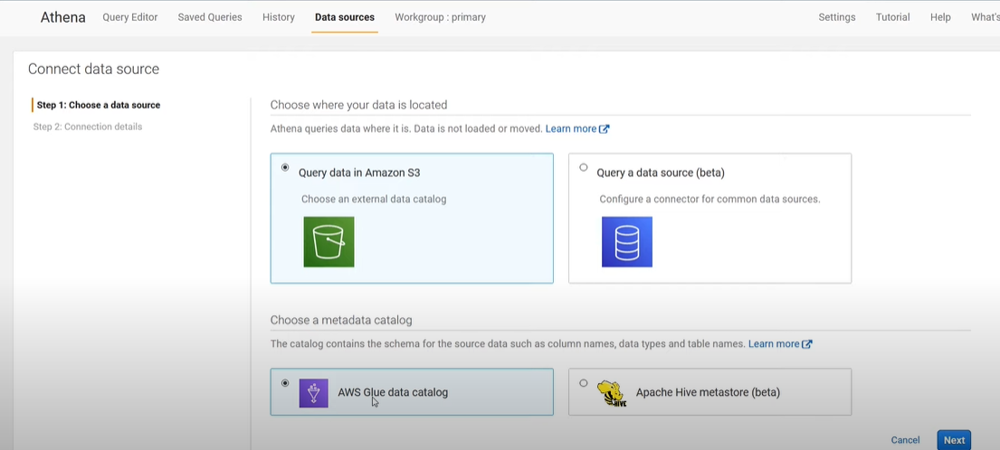 Athena Query Editor Saved Queries History Data sources Workgroup : primary Settings Tutorial Help What's
Connect data source
Step 1: Choose a data source
Step 2: Connection details
Choose where your data is located
Athena queries data where it is. Data is not loaded or moved. Learn more
Query data in Amazon S3
Choose an external data catalog
Query a data source (beta)
Configure a connector for common data sources.
Choose a metadata catalog
The catalog contains the schema for the source data such as column names, data types and table names. Learn more
AWS Glue data catalog
HIVE
Apache Hive metastore (beta)
Cancel Next